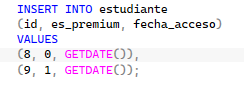 INSERT INTO estudiante
(id, es_premium, fecha_acceso)
VALUES
(8, 0, GETDATE()),
(9, 1, GETDATE());